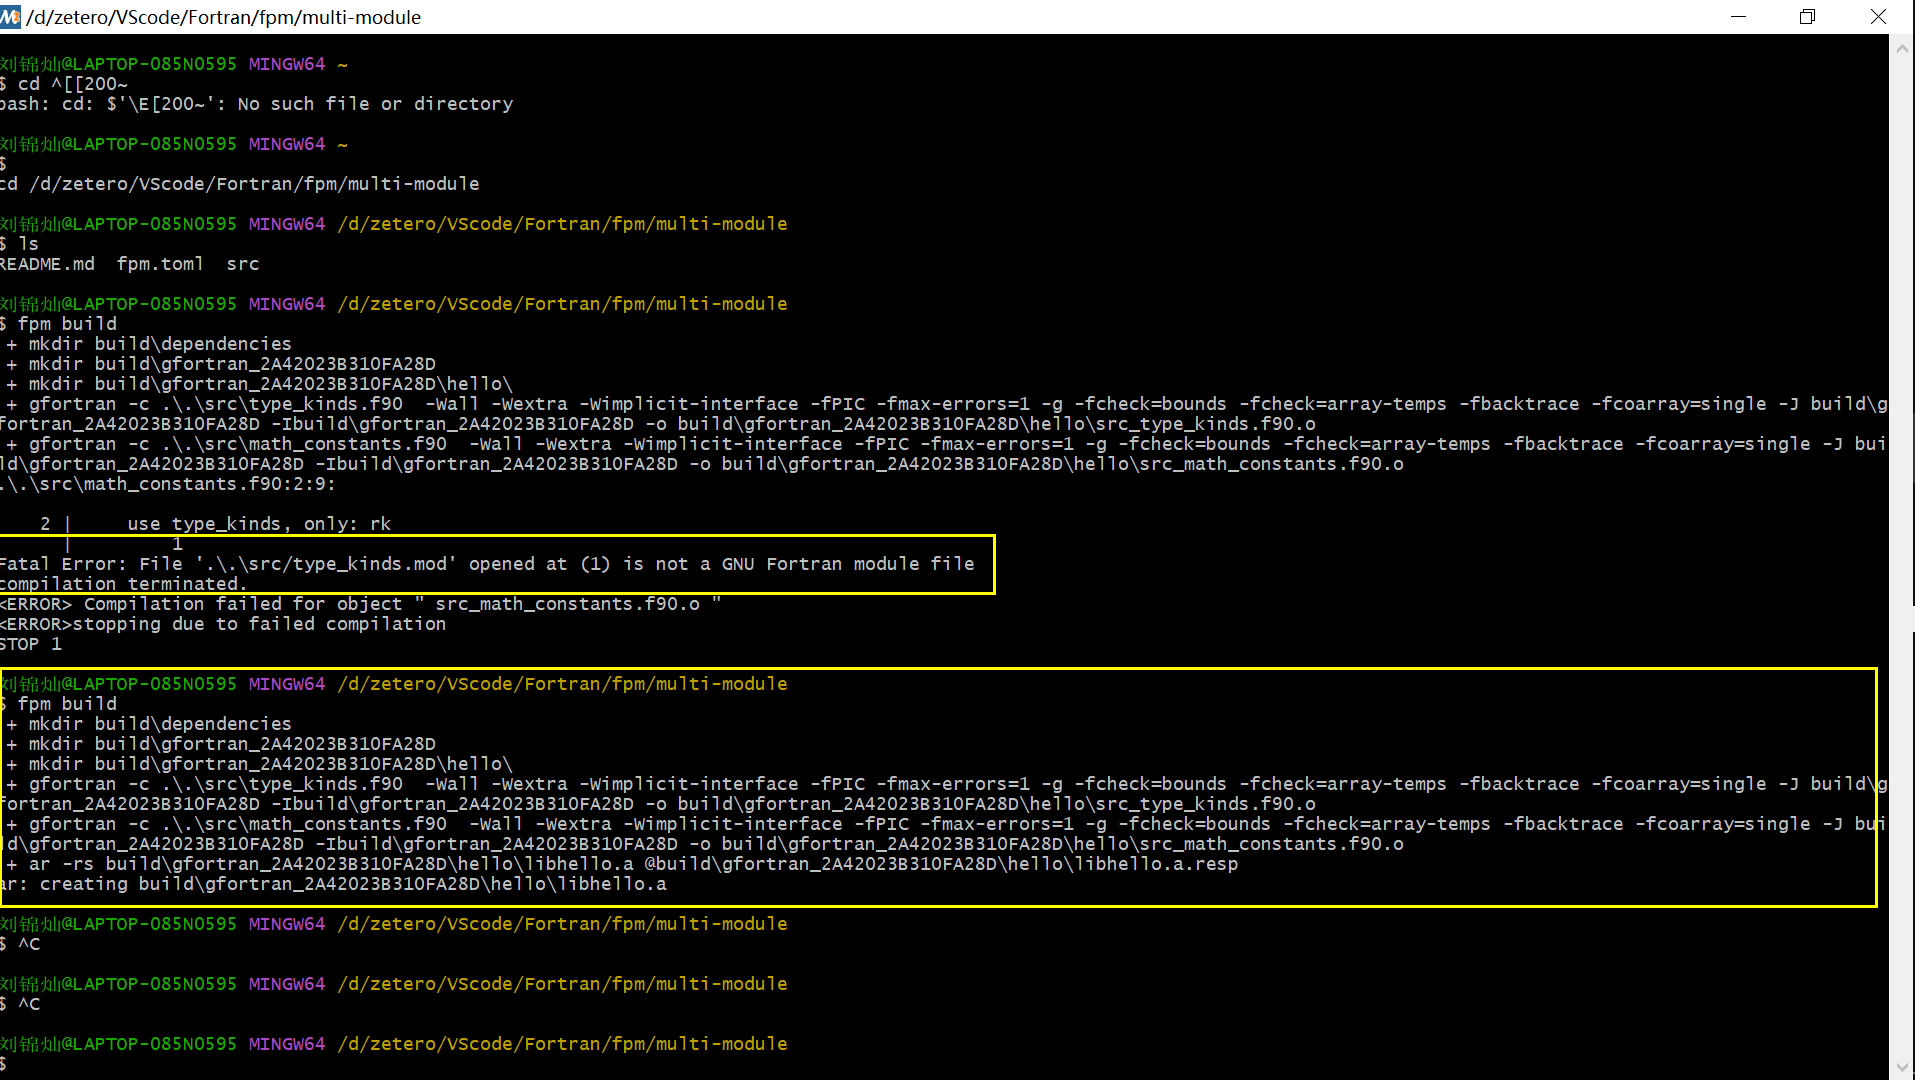 /d/zetero/VScode/Fortran/fpm/multi-module
刘锦灿@LAPTOP-085N0595 MINGW64 ~
$ cd ^[[200~
bash: cd: $'\E[200~': No such file or directory
刘锦灿@LAPTOP-085N0595 MINGW64 ~
$
cd /d/zetero/VScode/Fortran/fpm/multi-module
刘锦灿@LAPTOP-085N0595 MINGW64 /d/zetero/VScode/Fortran/fpm/multi-module
$ ls
README.md  fpm.toml  src
刘锦灿@LAPTOP-085N0595 MINGW64 /d/zetero/VScode/Fortran/fpm/multi-module
$ fpm build
+ mkdir build\dependencies
+ mkdir build\gfortran_2A42023B310FA28D
+ mkdir build\gfortran_2A42023B310FA28D\hello\
+ gfortran -c .\.\src\type_kinds.f90  -Wall -Wextra -Wimplicit-interface -fPIC -fmax-errors=1 -g -fcheck=bounds -fcheck=array-temps -fbacktrace -fcoarray=single -J build\g
fortran_2A42023B310FA28D -Ibuild\gfortran_2A42023B310FA28D -o build\gfortran_2A42023B310FA28D\hello\src_type_kinds.f90.o
+ gfortran -c .\.\src\math_constants.f90  -Wall -Wextra -Wimplicit-interface -fPIC -fmax-errors=1 -g -fcheck=bounds -fcheck=array-temps -fbacktrace -fcoarray=single -J bui
ld\gfortran_2A42023B310FA28D -Ibuild\gfortran_2A42023B310FA28D -o build\gfortran_2A42023B310FA28D\hello\src_math_constants.f90.o
.\.\src\math_constants.f90:2:9:
2 |     use type_kinds, only: rk
|         1
Fatal Error: File '.\.\src/type_kinds.mod' opened at (1) is not a GNU Fortran module file
compilation terminated.
<ERROR> Compilation failed for object " src_math_constants.f90.o "
<ERROR>stopping due to failed compilation
STOP 1
刘锦灿@LAPTOP-085N0595 MINGW64 /d/zetero/VScode/Fortran/fpm/multi-module
$ fpm build
+ mkdir build\dependencies
+ mkdir build\gfortran_2A42023B310FA28D
+ mkdir build\gfortran_2A42023B310FA28D\hello\
+ gfortran -c .\.\src\type_kinds.f90  -Wall -Wextra -Wimplicit-interface -fPIC -fmax-errors=1 -g -fcheck=bounds -fcheck=array-temps -fbacktrace -fcoarray=single -J build\g
fortran_2A42023B310FA28D -Ibuild\gfortran_2A42023B310FA28D -o build\gfortran_2A42023B310FA28D\hello\src_type_kinds.f90.o
+ gfortran -c .\.\src\math_constants.f90  -Wall -Wextra -Wimplicit-interface -fPIC -fmax-errors=1 -g -fcheck=bounds -fcheck=array-temps -fbacktrace -fcoarray=single -J bui
ld\gfortran_2A42023B310FA28D -Ibuild\gfortran_2A42023B310FA28D -o build\gfortran_2A42023B310FA28D\hello\src_math_constants.f90.o
+ ar -rs build\gfortran_2A42023B310FA28D\hello\libhello.a @build\gfortran_2A42023B310FA28D\hello\libhello.a.resp
ar: creating build\gfortran_2A42023B310FA28D\hello\libhello.a
刘锦灿@LAPTOP-085N0595 MINGW64 /d/zetero/VScode/Fortran/fpm/multi-module
$ ^C
刘锦灿@LAPTOP-085N0595 MINGW64 /d/zetero/VScode/Fortran/fpm/multi-module
$ ^C
刘锦灿@LAPTOP-085N0595 MINGW64 /d/zetero/VScode/Fortran/fpm/multi-module
$